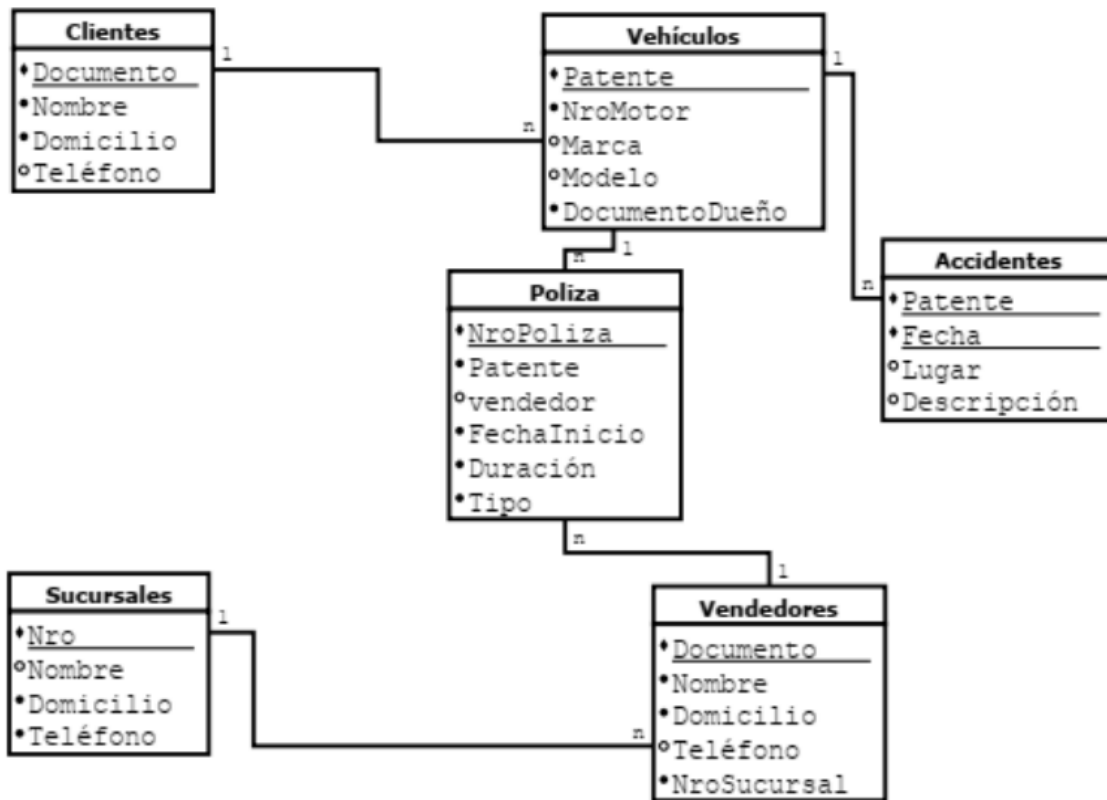 Clientes
Documento
Nombre
Domicilio
Teléfono
1
n
Vehículos
Patente
NroMotor
Marca
Modelo
DocumentoDueño
1
n
1
n
Accidentes
Patente
Fecha
Lugar
Descripción
Poliza
NroPoliza
Patente
vendedor
FechaInicio
Duración
Tipo
n
1
Sucursales
Nro
Nombre
Domicilio
Teléfono
1
n
Vendedores
Documento
Nombre
Domicilio
Teléfono
NroSucursal